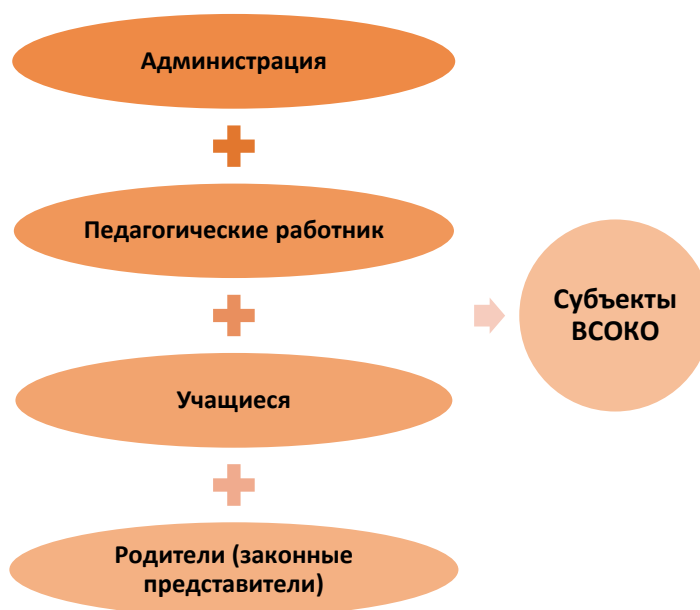 Администрация
Педагогические работник
Учащиеся
Родители (законные
представители)
Субъекты
ВСОКО